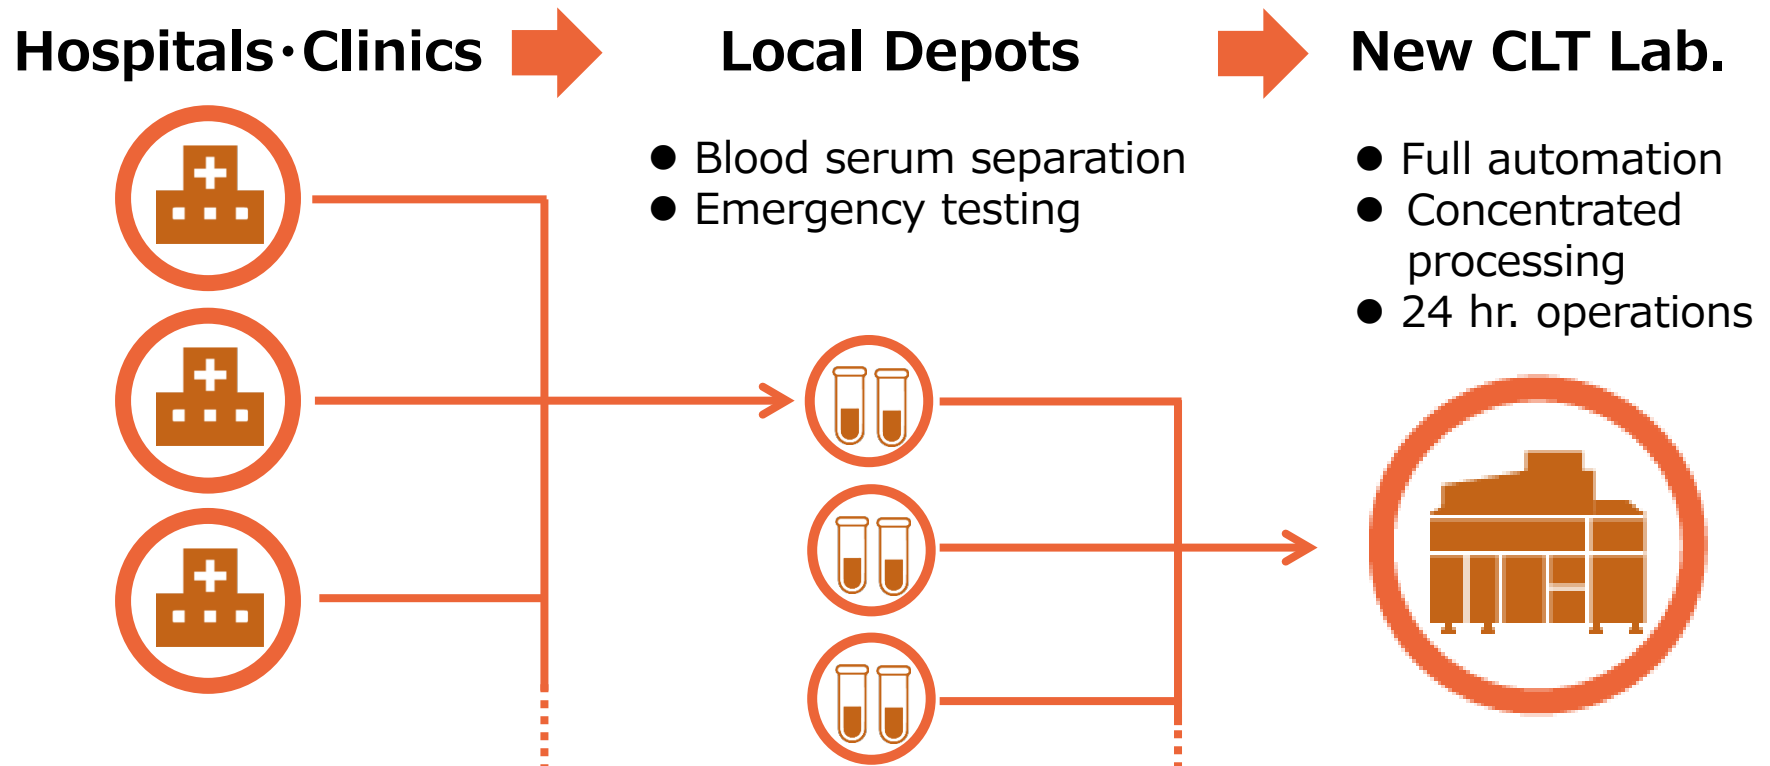 Hospitals・Clinics
Local Depots
New CLT Lab.
● Blood serum separation
● Emergency testing
● Full automation
● Concentrated
processing
● 24 hr. operations